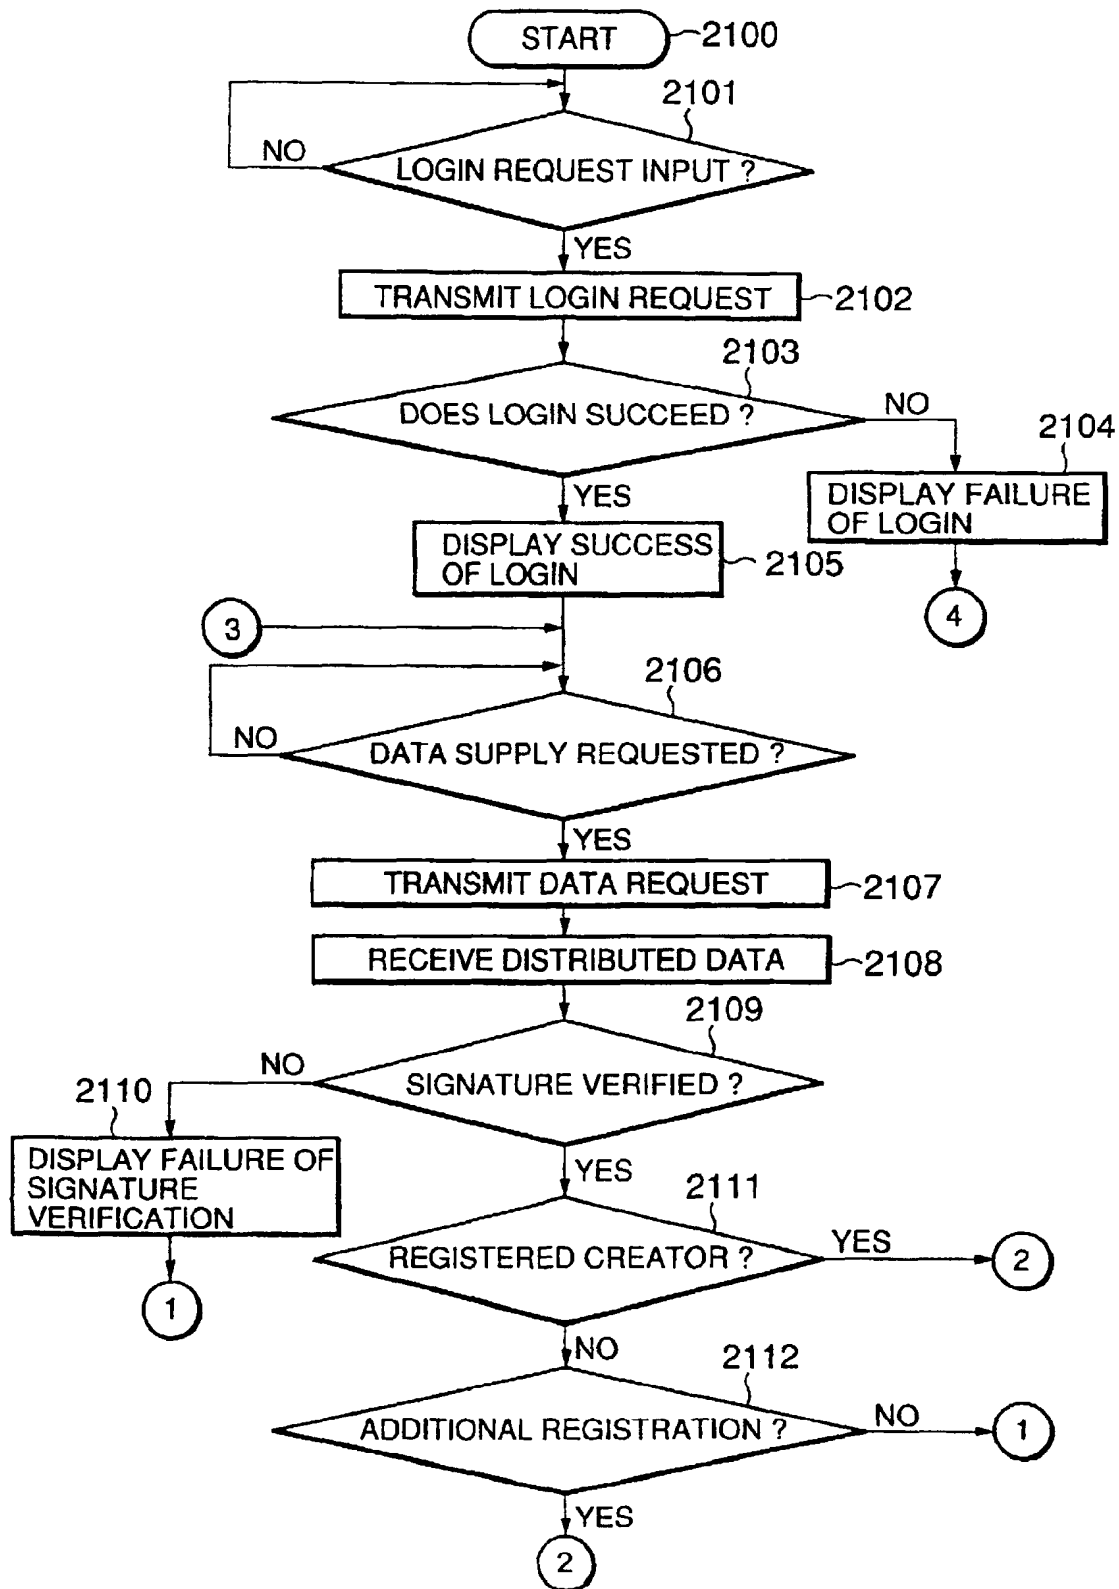 START
2100
2101
NO
LOGIN REQUEST INPUT ?
YES
TRANSMIT LOGIN REQUEST
2102
2103
DOES LOGIN SUCCEED ?
NO
2104
YES
DISPLAY FAILURE
OF LOGIN
DISPLAY SUCCESS
OF LOGIN
2105
4
3
2106
NO
DATA SUPPLY REQUESTED ?
YES
TRANSMIT DATA REQUEST
2107
RECEIVE DISTRIBUTED DATA
2108
2109
NO
SIGNATURE VERIFIED ?
2110
DISPLAY FAILURE OF
SIGNATURE
VERIFICATION
YES
2111
REGISTERED CREATOR ?
YES
2
1
NO
2112
ADDITIONAL REGISTRATION ?
NO
1
YES
2